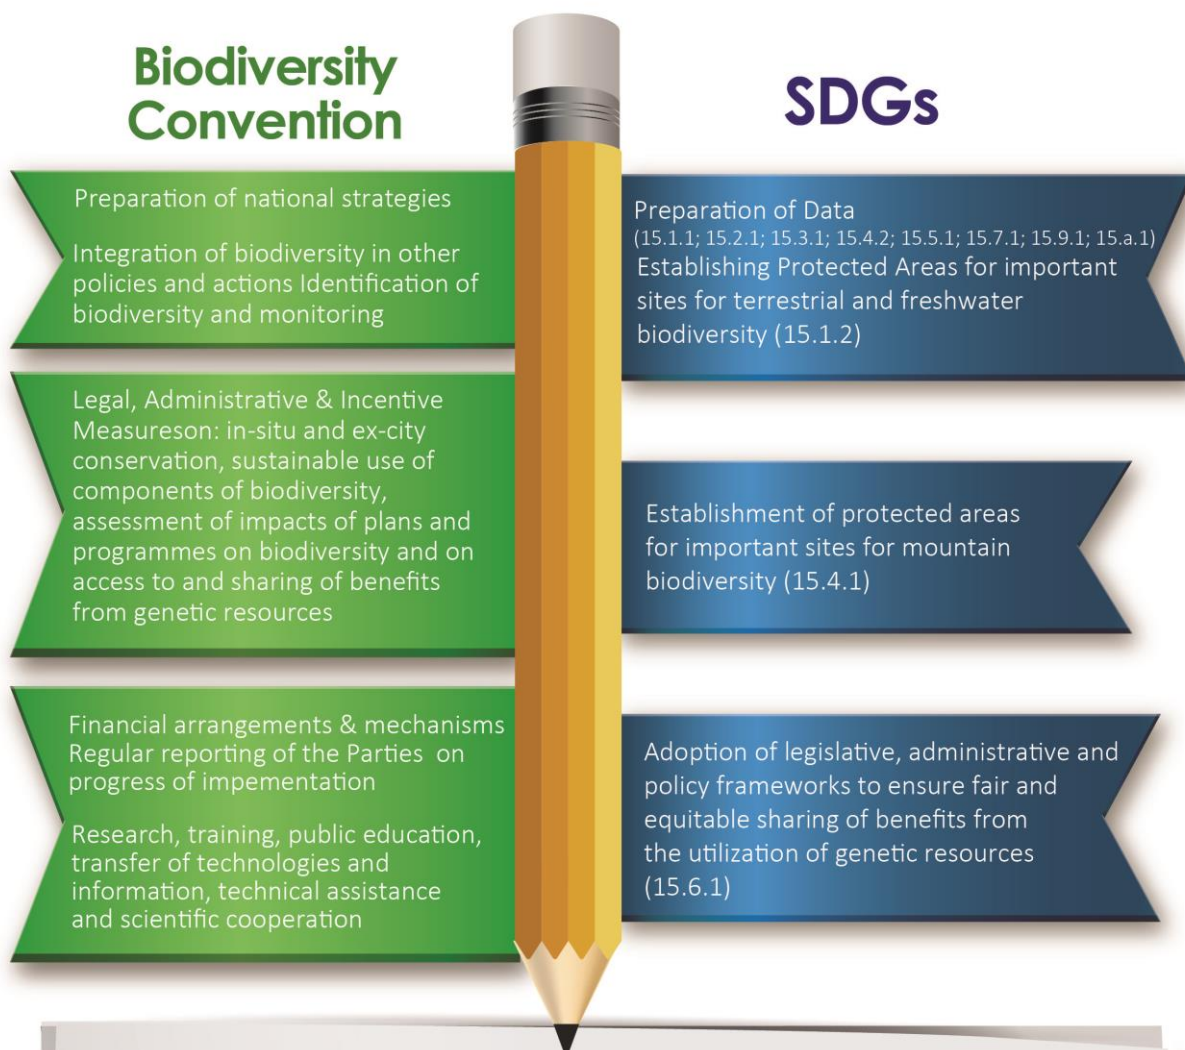 Biodiversity
Convention
Preparation of national strategies
Integration of biodiversity in other
policies and actions Identification of
biodiversity and monitoring
Legal, Administrative & Incentive
Measureson: in-situ and ex-city
conservation, sustainable use of
components of biodiversity,
assessment of impacts of plans and
programmes on biodiversity and on
access to and sharing of benefits
from genetic resources
Financial arrangements & mechanisms
Regular reporting of the Parties on
progress of impementation
Research, training, public education,
transfer of technologies and
information, technical assistance
and scientific cooperation
SDGs
Preparation of Data
(15.1.1; 15.2.1; 15.3.1; 15.4.2; 15.5.1; 15.7.1; 15.9.1; 15.a.1)
Establishing Protected Areas for important
sites for terrestrial and freshwater
biodiversity (15.1.2)
Establishment of protected areas
for important sites for mountain
biodiversity (15.4.1)
Adoption of legislative, administrative and
policy frameworks to ensure fair and
equitable sharing of benefits from
the utilization of genetic resources
(15.6.1)